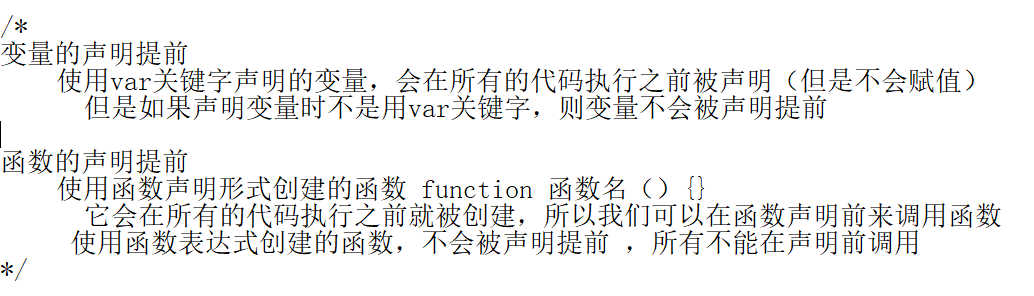 /*
变量的声明提前
使用var关键字声明的变量，会在所有的代码执行之前被声明（但是不会赋值）
但是如果声明变量时不是用var关键字，则变量不会被声明提前
函数的声明提前
使用函数声明形式创建的函数 function 函数名（）{}
它会在所有的代码执行之前就被创建，所以我们可以在函数声明前来调用函数
使用函数表达式创建的函数，不会被声明提前 ，所有不能在声明前调用
*/